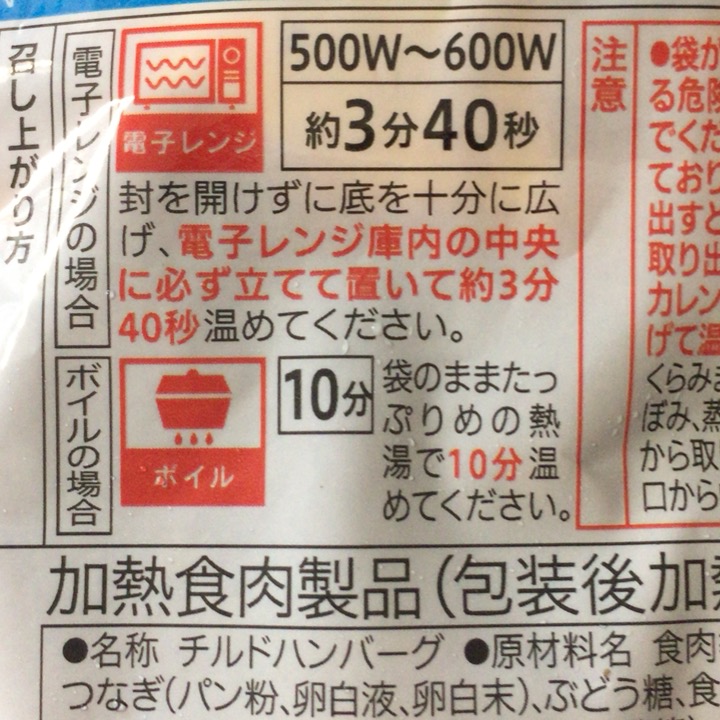 召し上がり方
電子レンジの場合
電子レンジ
500W～600W
約3分40秒
封を開けずに底を十分に広
げ、電子レンジ庫内の中央
に必ず立てて置いて約3分
40秒温めてください。
ボイルの場合
ボイル
10分
袋のままたっ
ぷりめの熱
湯で10分温
めてください。
注意
●袋が
る危険
でくだ
ており
出すと
取り出
カレン
げて温
くらみ
ぼみ、蒸
から取
口から
加熱食肉製品(包装後加熱
●名称 チルドハンバーグ ●原材料名 食肉
つなぎ(パン粉、卵白液、卵白末)、ぶどう糖、食